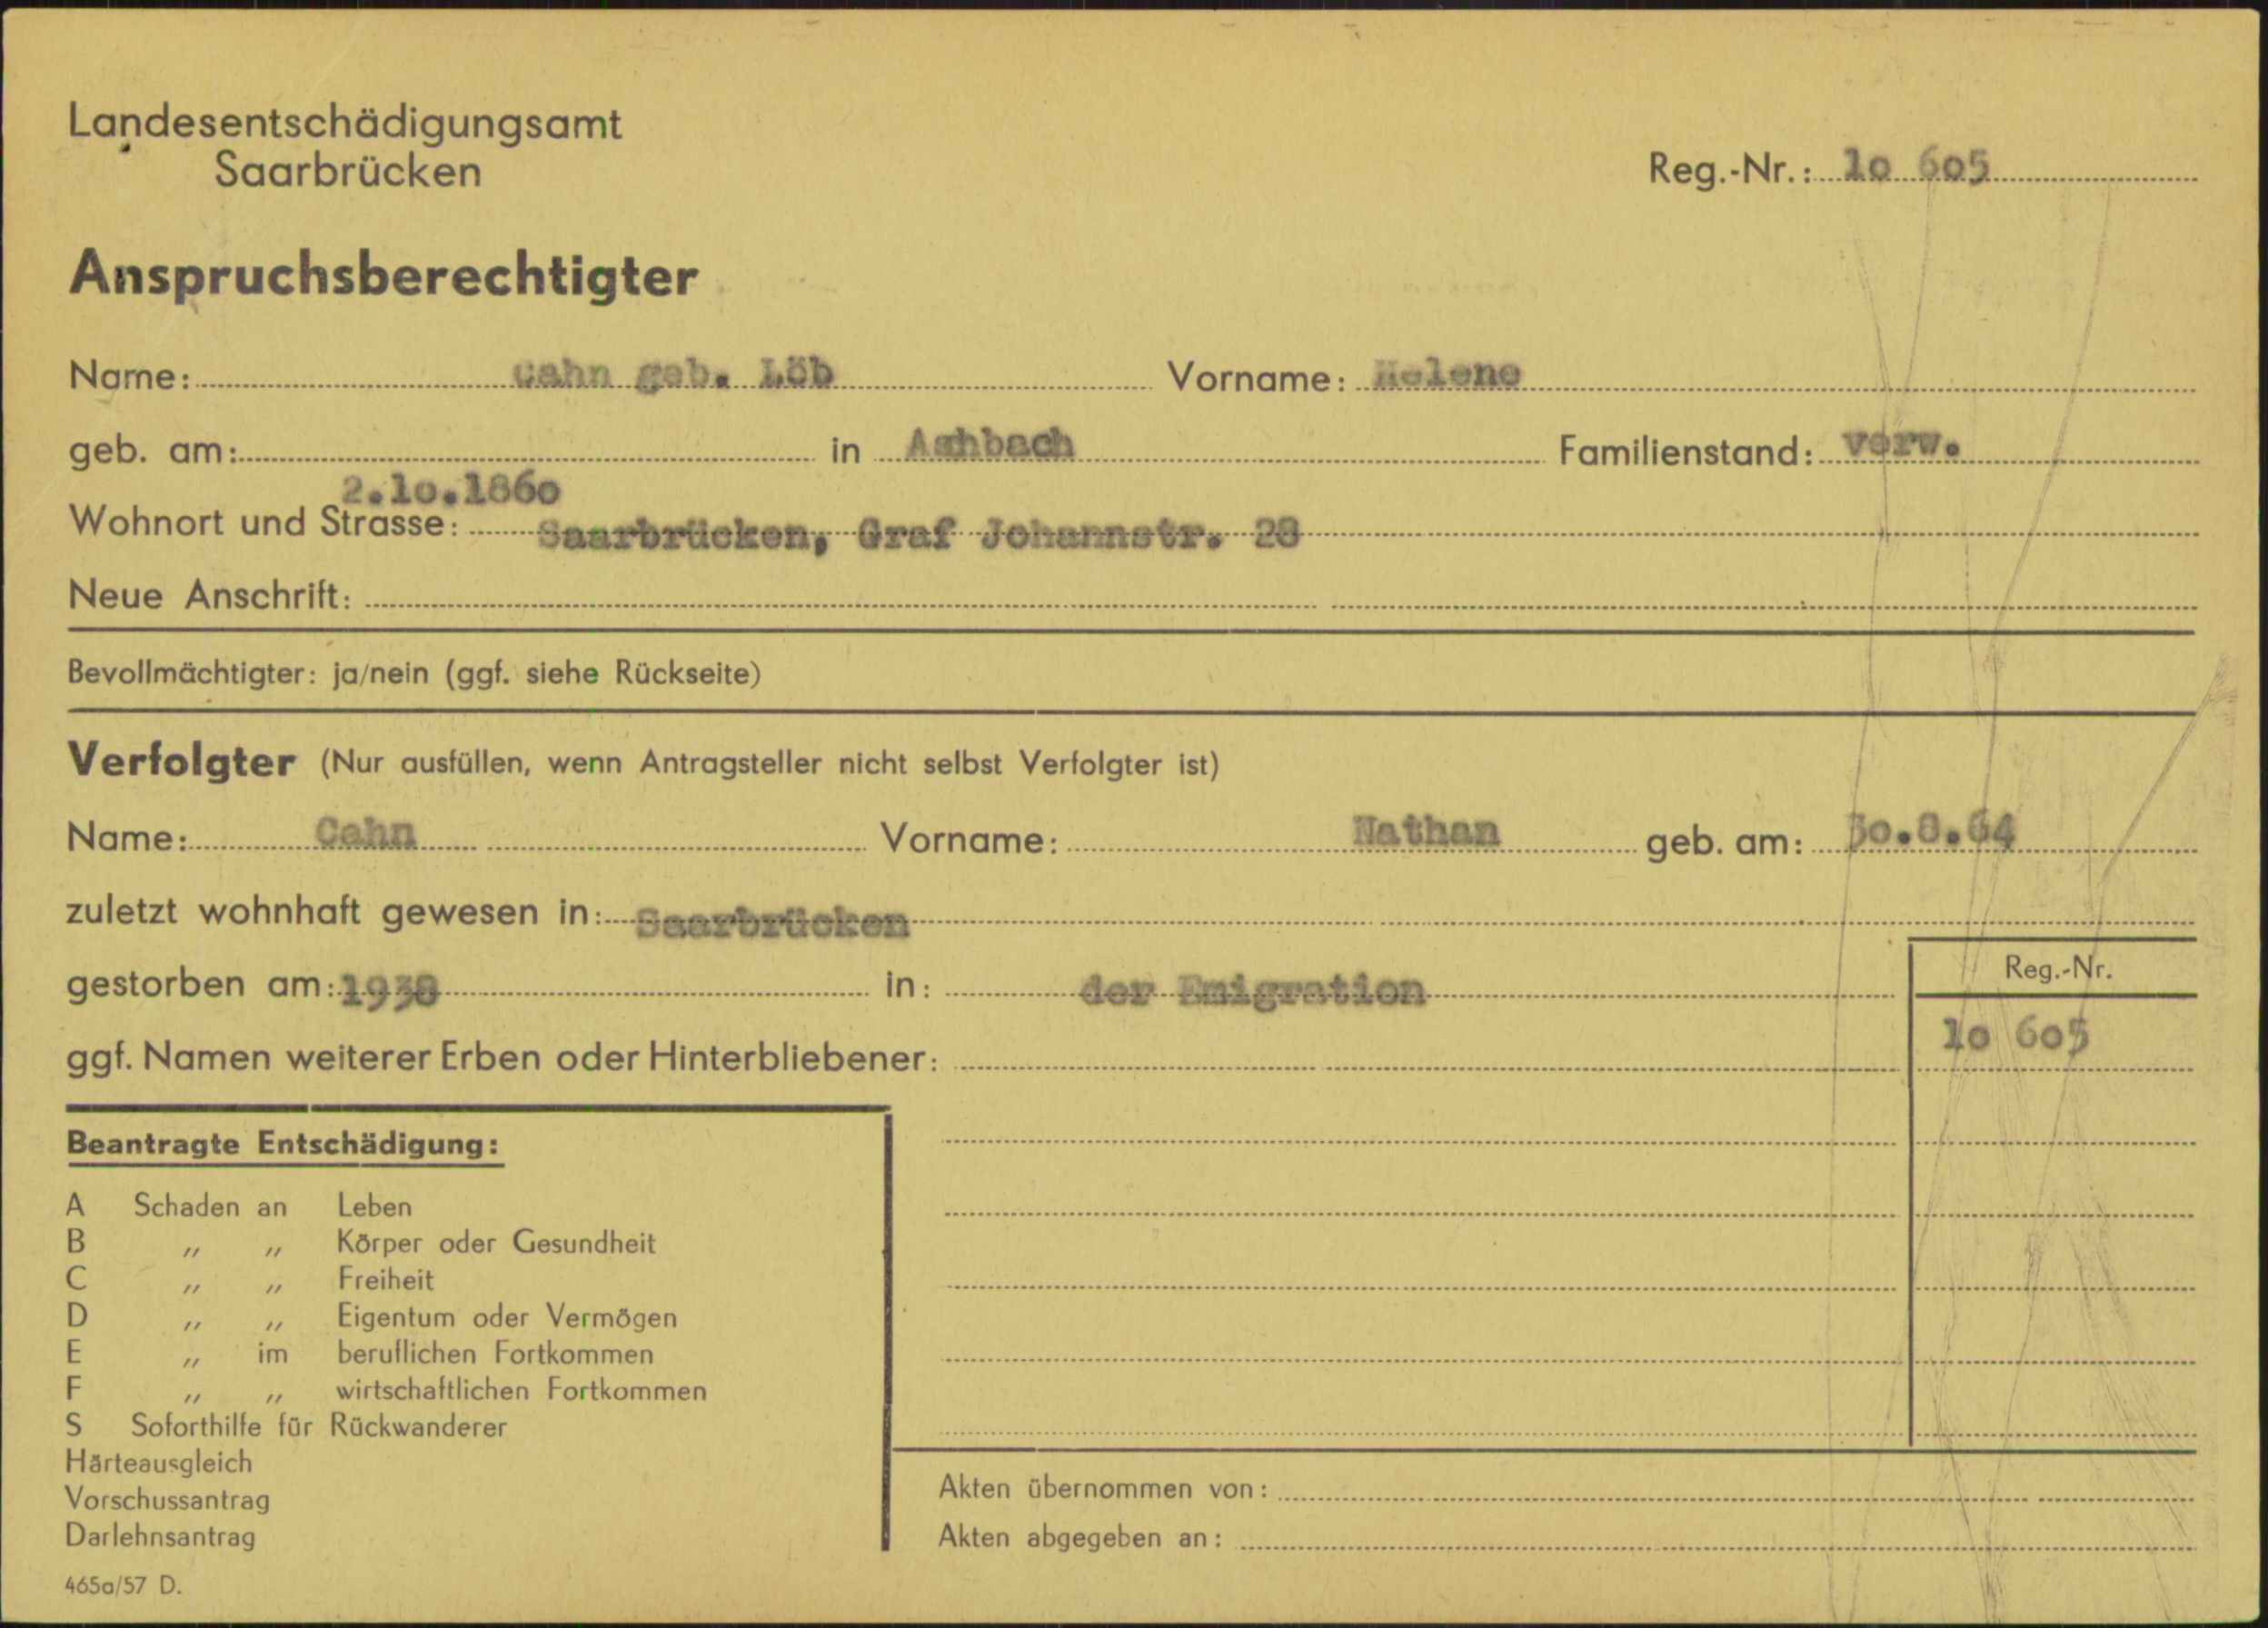 Landesentschädigungsamt
Saarbrücken
Reg.-Nr.: lo 6o5
Anspruchsberechtigter
Name: Cahn geb. Löb Vorname: Helene
geb. am: in Ashbach Familienstand: verw.
2.lo.186o
Wohnort und Strasse: Saarbrücken, Graf Johannstr. 28
Neue Anschrift:
Bevollmächtigter: ja/nein (ggf. siehe Rückseite)
Verfolgter (Nur ausfüllen, wenn Antragsteller nicht selbst Verfolgter ist)
Name: Cahn Vorname: Nathan geb. am: 3o.8.64
zuletzt wohnhaft gewesen in: Saarbrücken
gestorben am: 1938 in: der Emigration
Reg.-Nr.
lo 6o5
ggf. Namen weiterer Erben oder Hinterbliebener:
Beantragte Entschädigung:
A Schaden an Leben
B „ „ Körper oder Gesundheit
C „ „ Freiheit
D „ „ Eigentum oder Vermögen
E „ im beruflichen Fortkommen
F „ „ wirtschaftlichen Fortkommen
S Soforthilfe für Rückwanderer
Härteausgleich
Vorschussantrag
Darlehnsantrag
Akten übernommen von:
Akten abgegeben an:
465a/57 D.